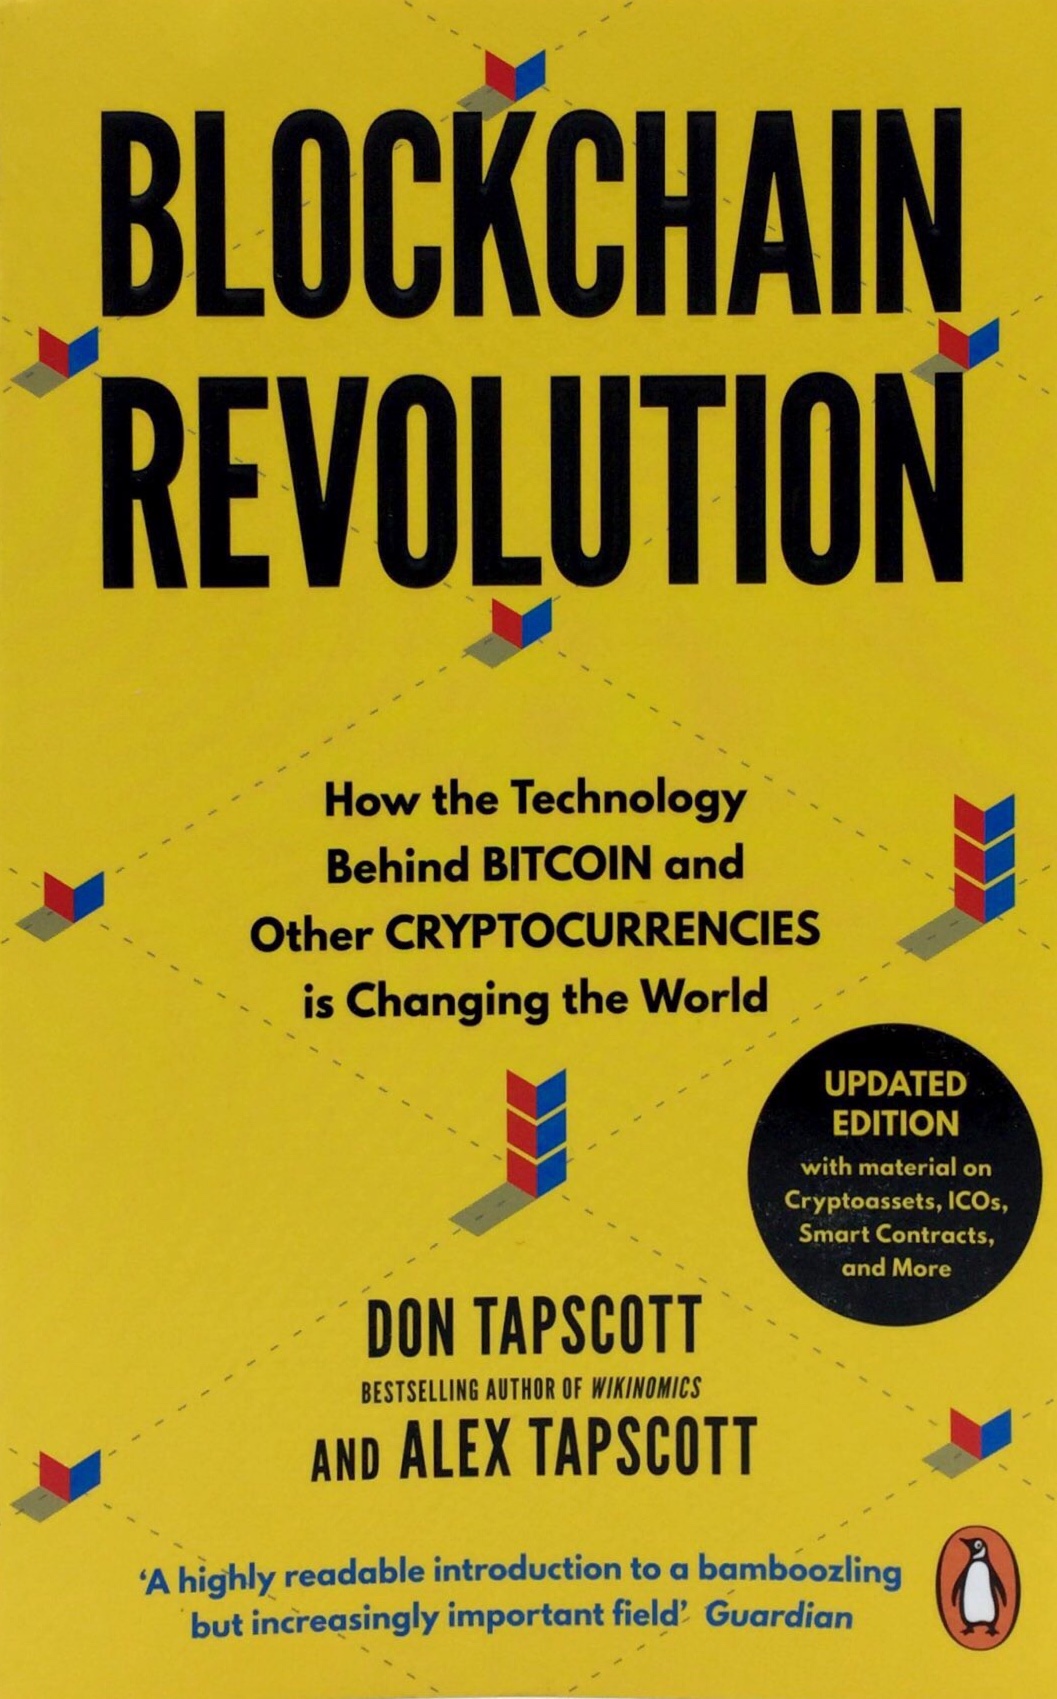 BLOCKCHAIN
REVOLUTION
How the Technology
Behind BITCOIN and
Other CRYPTOCURRENCIES
is Changing the World
UPDATED
EDITION
with material on
Cryptoassets, ICOs,
Smart Contracts,
and More
DON TAPSCOTT
BESTSELLING AUTHOR OF WIKINOMICS
AND ALEX TAPSCOTT
‘A highly readable introduction to a bamboozling
but increasingly important field’ Guardian